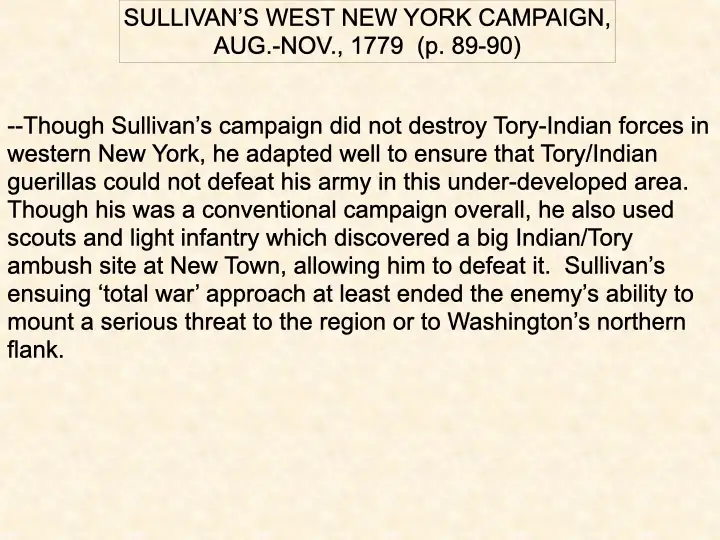 SULLIVAN’S WEST NEW YORK CAMPAIGN,
AUG.-NOV., 1779  (p. 89-90)
--Though Sullivan’s campaign did not destroy Tory-Indian forces in
western New York, he adapted well to ensure that Tory/Indian
guerillas could not defeat his army in this under-developed area.
Though his was a conventional campaign overall, he also used
scouts and light infantry which discovered a big Indian/Tory
ambush site at New Town, allowing him to defeat it.  Sullivan’s
ensuing ‘total war’ approach at least ended the enemy’s ability to
mount a serious threat to the region or to Washington’s northern
flank.